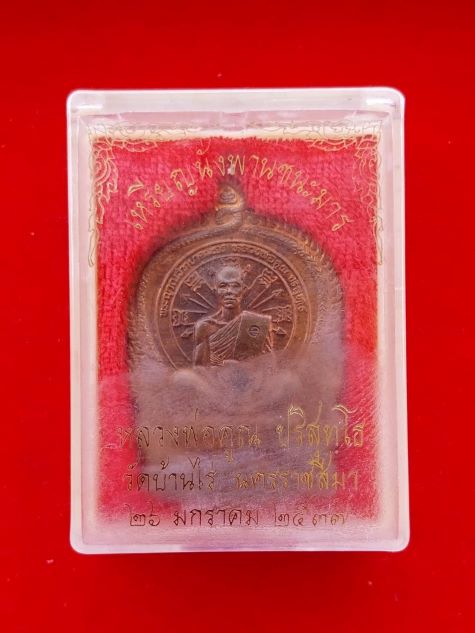 เหรียญนั่งพานชนะมาร
หลวงพ่อคูณ ปริสุทฺโธ
วัดบ้านไร่ นครราชสีมา
๒๖ มกราคม ๒๕๓๗